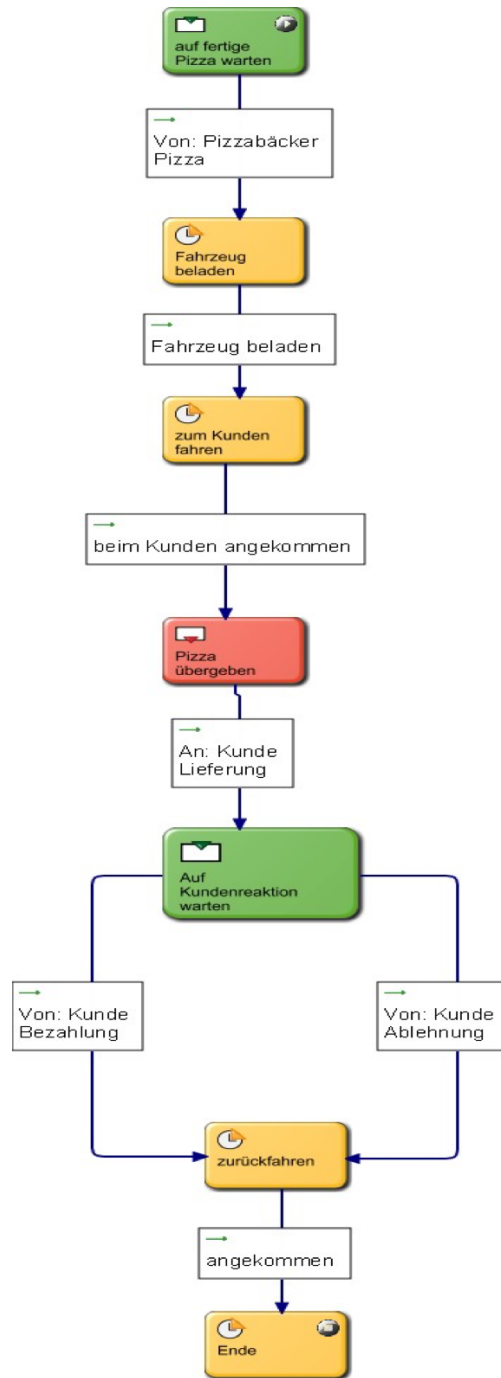 auf fertige
Pizza warten
Von: Pizzabäcker
Pizza
Fahrzeug
beladen
Fahrzeug beladen
zum Kunden
fahren
beim Kunden angekommen
Pizza
übergeben
An: Kunde
Lieferung
Auf
Kundenreaktion
warten
Von: Kunde
Bezahlung
Von: Kunde
Ablehnung
zurückfahren
angekommen
Ende